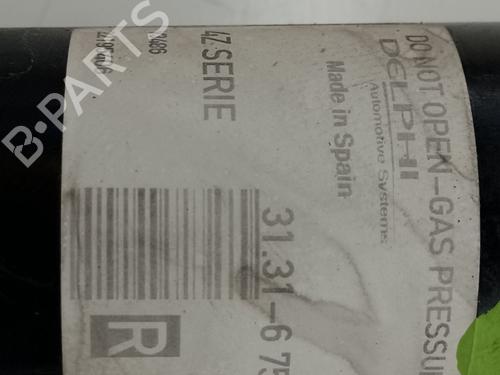 DO NOT OPEN-GAS PRESSU
DELPHI
Automotive Systems
Made in Spain
31.31-6 75
4Z SERIE
R
B-PARTS